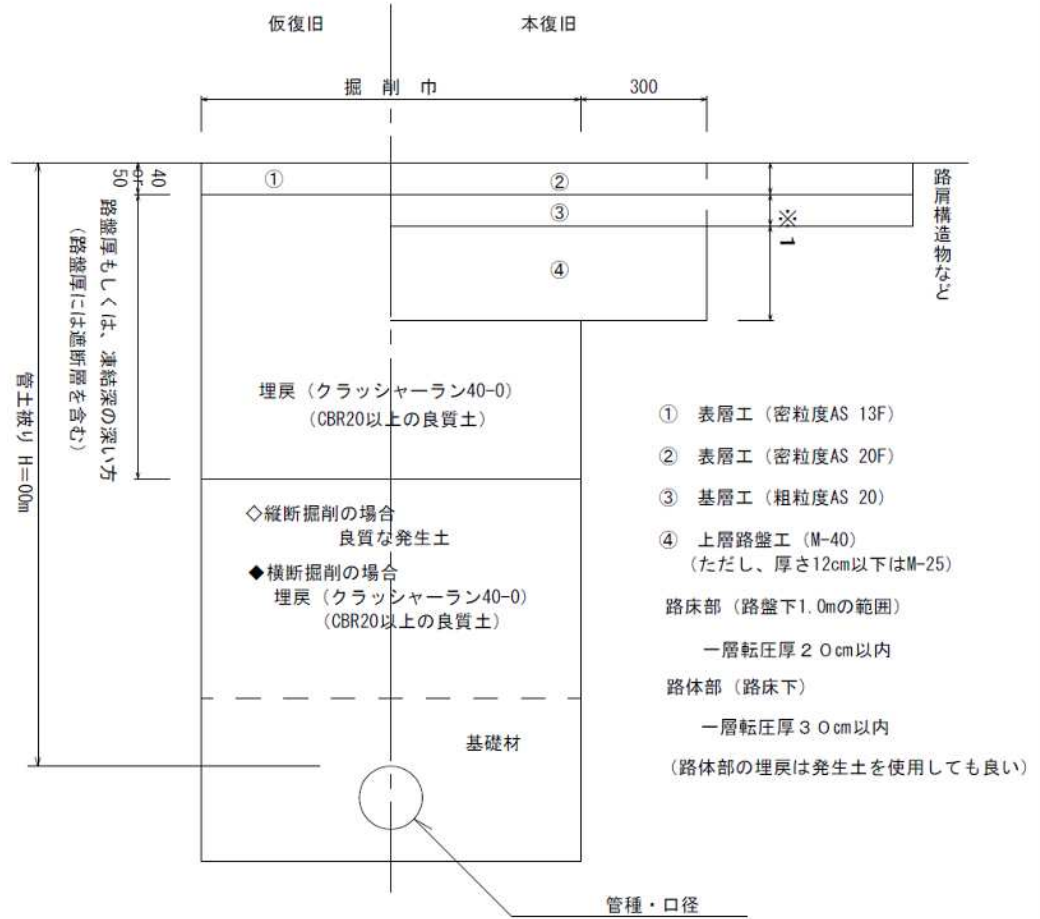 仮復旧
本復旧
掘 削 巾
300
40
or
50
①
②
③
④
※1
路肩構造物など
路盤厚もしくは、凍結深の深い方
(路盤厚には遮断層を含む)
管土被り H=00m
埋戻(クラッシャーラン40-0)
(CBR20以上の良質土)
◇縦断掘削の場合
良質な発生土
◆横断掘削の場合
埋戻(クラッシャーラン40-0)
(CBR20以上の良質土)
基礎材
管種・口径
① 表層工(密粒度AS 13F)
② 表層工(密粒度AS 20F)
③ 基層工(粗粒度AS 20)
④ 上層路盤工(M-40)
(ただし、厚さ12cm以下はM-25)
路床部(路盤下1.0mの範囲)
一層転圧厚20cm以内
路体部(路床下)
一層転圧厚30cm以内
(路体部の埋戻は発生土を使用しても良い)